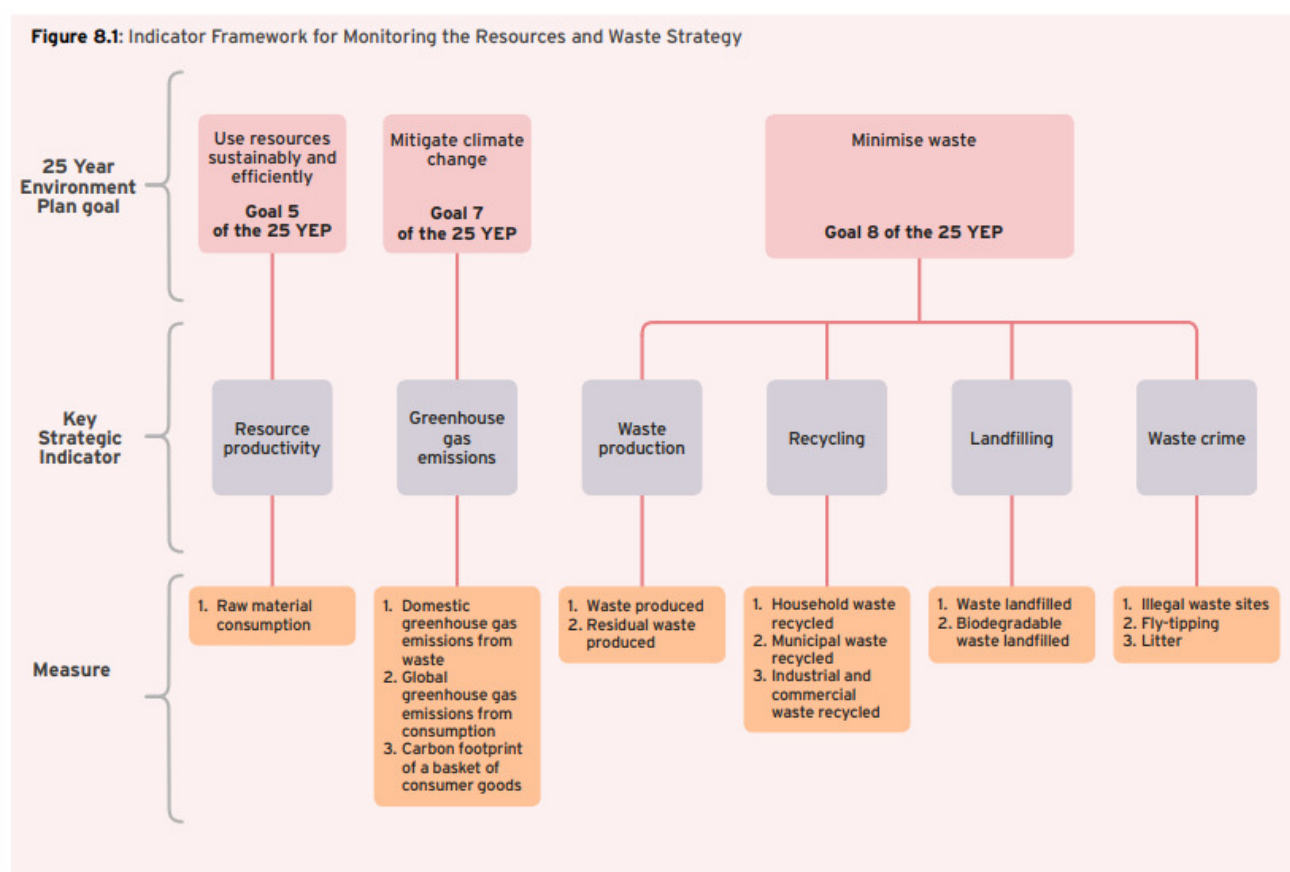 Figure 8.1: Indicator Framework for Monitoring the Resources and Waste Strategy
25 Year
Environment
Plan goal
Use resources
sustainably and
efficiently
Goal 5
of the 25 YEP
Mitigate climate
change
Goal 7
of the 25 YEP
Minimise waste
Goal 8 of the 25 YEP
Key
Strategic
Indicator
Resource
productivity
Greenhouse
gas
emissions
Waste
production
Recycling
Landfilling
Waste crime
Measure
1. Raw material
consumption
1. Domestic
greenhouse gas
emissions from
waste
2. Global
greenhouse gas
emissions from
consumption
3. Carbon footprint
of a basket of
consumer goods
1. Waste produced
2. Residual waste
produced
1. Household waste
recycled
2. Municipal waste
recycled
3. Industrial and
commercial
waste recycled
1. Waste landfilled
2. Biodegradable
waste landfilled
1. Illegal waste sites
2. Fly-tipping
3. Litter